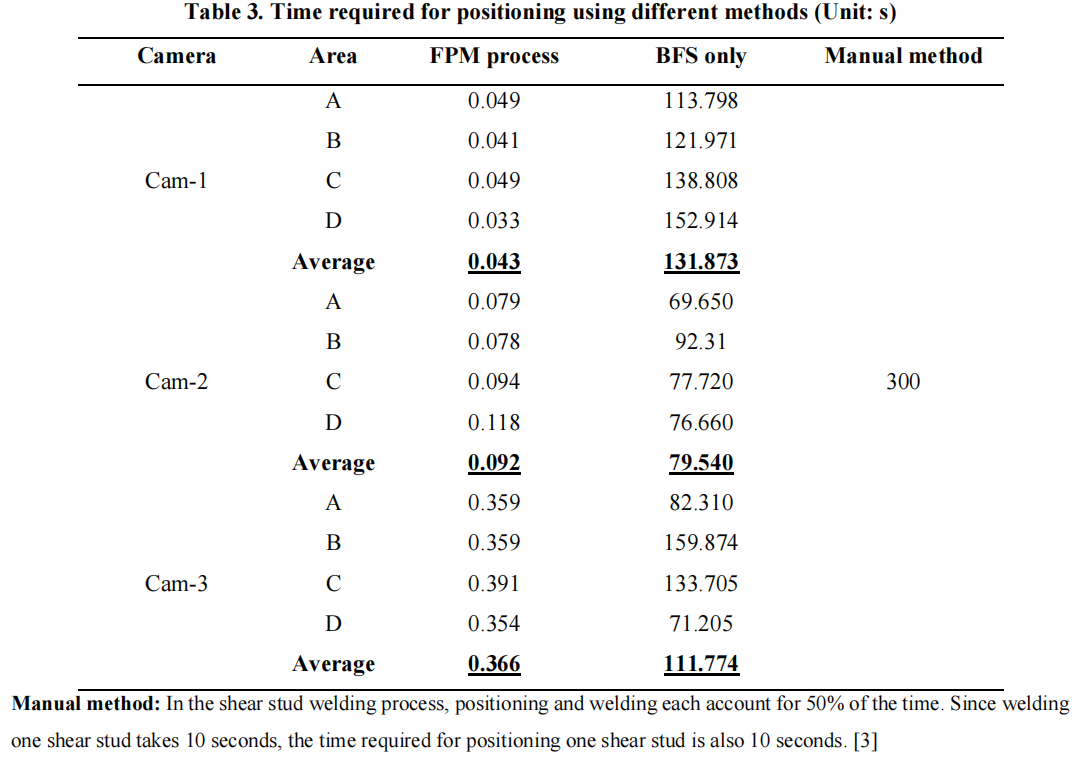 Table 3. Time required for positioning using different methods (Unit: s)
Camera Area FPM process BFS only Manual method
A 0.049 113.798
B 0.041 121.971
Cam-1 C 0.049 138.808
D 0.033 152.914
Average 0.043 131.873
A 0.079 69.650
B 0.078 92.31
Cam-2 C 0.094 77.720 300
D 0.118 76.660
Average 0.092 79.540
A 0.359 82.310
B 0.359 159.874
Cam-3 C 0.391 133.705
D 0.354 71.205
Average 0.366 111.774
Manual method: In the shear stud welding process, positioning and welding each account for 50% of the time. Since welding
one shear stud takes 10 seconds, the time required for positioning one shear stud is also 10 seconds. [3]